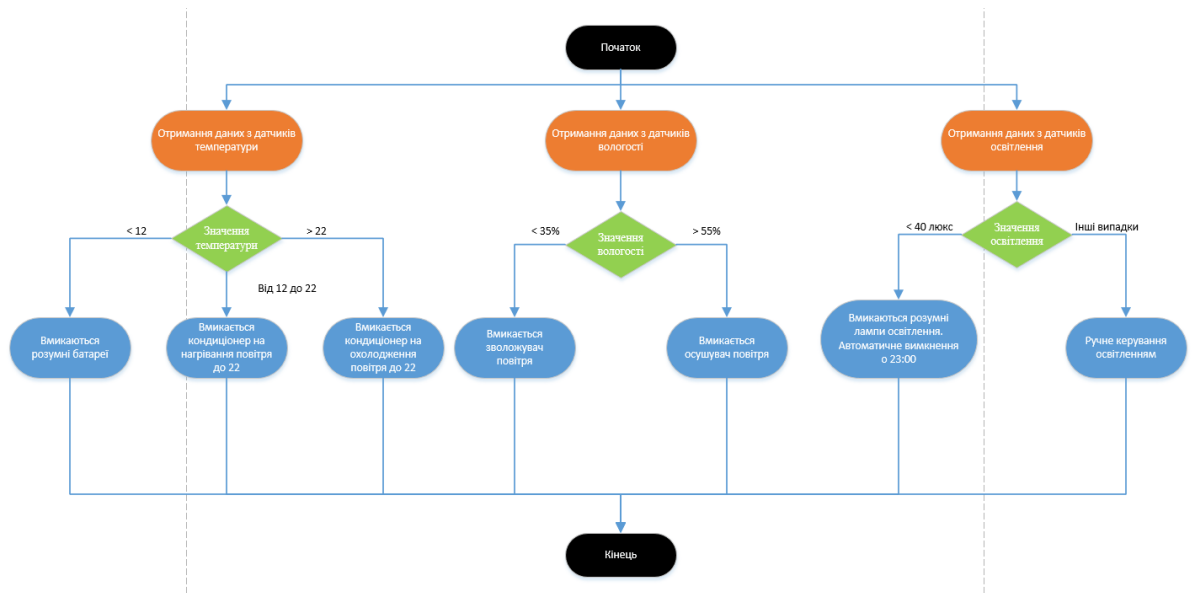 Початок
Отримання даних з датчиків
температури
Отримання даних з датчиків
вологості
Отримання даних з датчиків
освітлення
< 12
Значення
температури
> 22
Від 12 до 22
< 35%
Значення
вологості
> 55%
< 40 люкс
Значення
освітлення
Інші випадки
Вмикаються
розумні батареї
Вмикається
кондиціонер на
нагрівання повітря
до 22
Вмикається
кондиціонер на
охолодження
повітря до 22
Вмикається
зволожувач
повітря
Вмикається
осушувач повітря
Вмикаються розумні
лампи освітлення.
Автоматичне вимкнення
о 23:00
Ручне керування
освітленням
Кінець